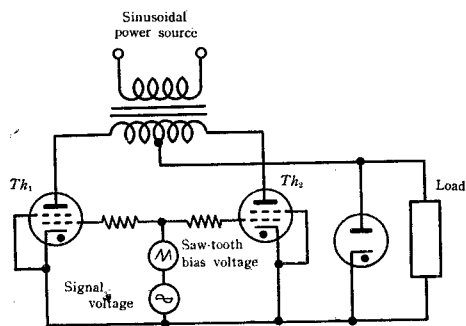 Sinusoidal
power source
Th₁
Th₂
Load
Saw-tooth
bias voltage
Signal
voltage